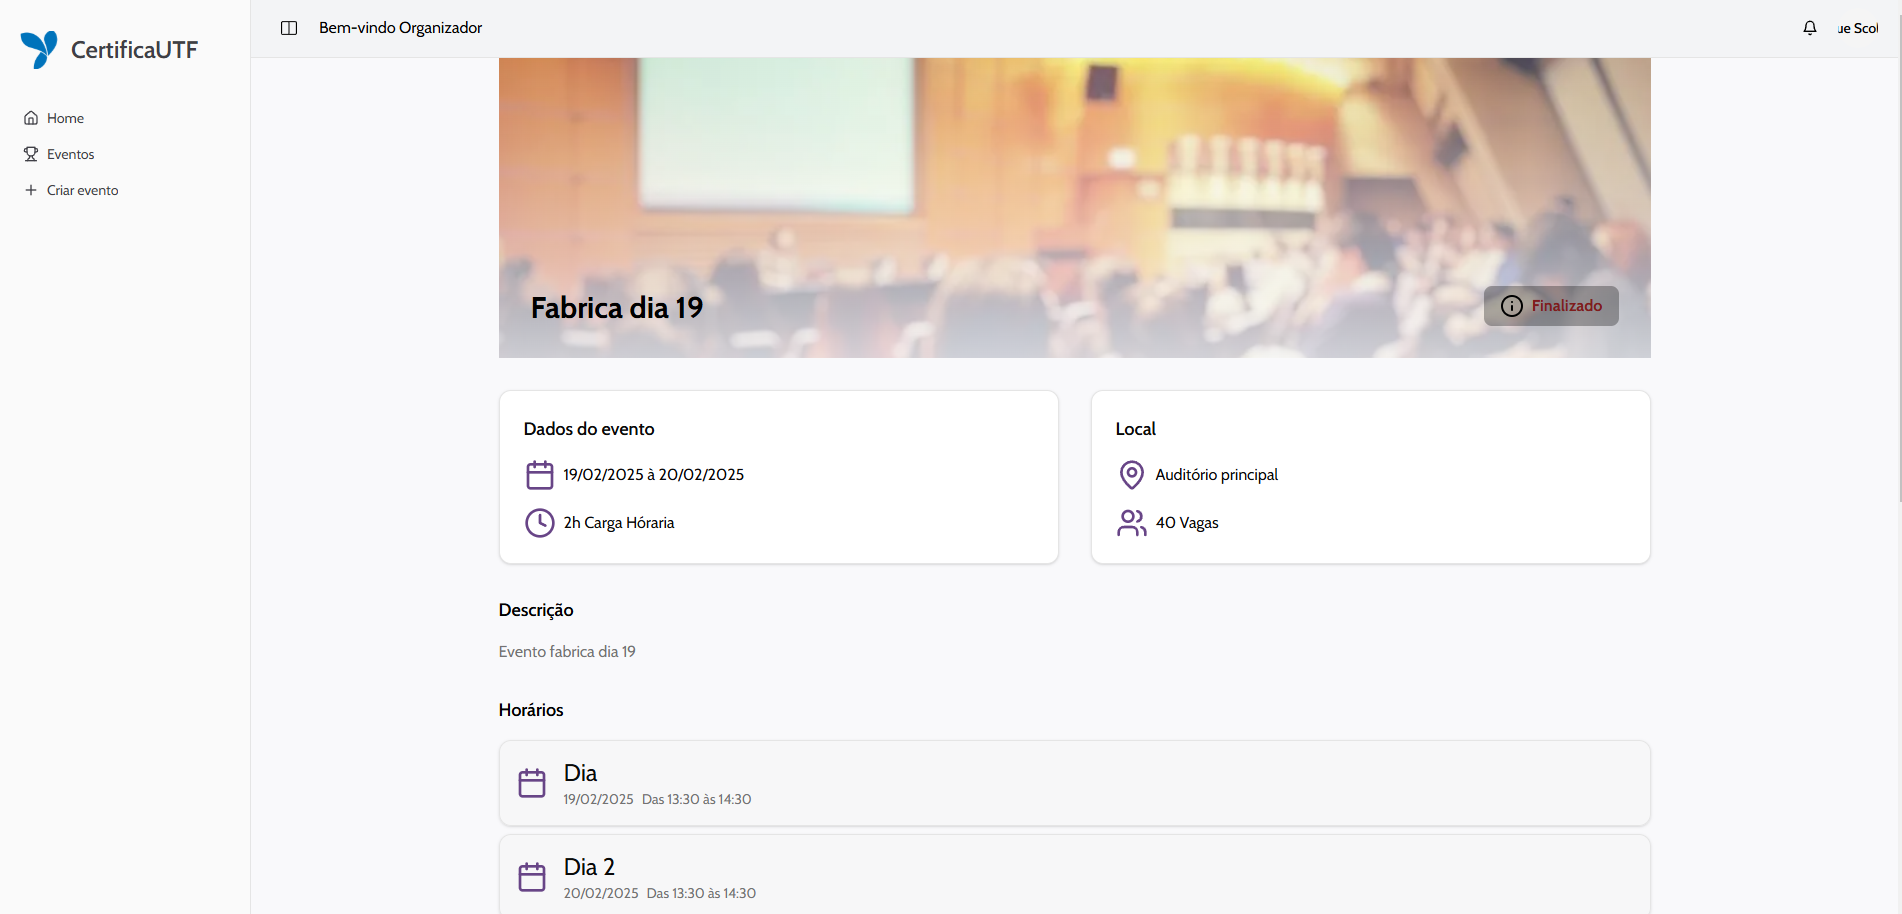 CertificaUTF
Home
Eventos
Criar evento
Bem-vindo Organizador
ue Scol
Fabrica dia 19
Finalizado
Dados do evento
19/02/2025 à 20/02/2025
2h Carga Hóraria
Local
Auditório principal
40 Vagas
Descrição
Evento fabrica dia 19
Horários
Dia
19/02/2025 Das 13:30 às 14:30
Dia 2
20/02/2025 Das 13:30 às 14:30